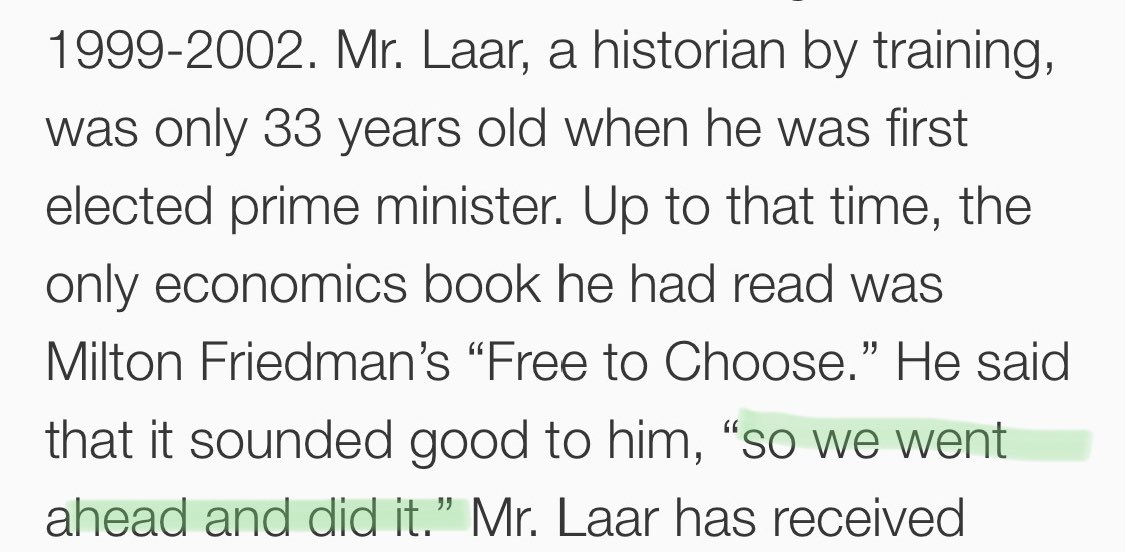 1999-2002. Mr. Laar, a historian by training,
was only 33 years old when he was first
elected prime minister. Up to that time, the
only economics book he had read was
Milton Friedman’s “Free to Choose.” He said
that it sounded good to him, “so we went
ahead and did it.” Mr. Laar has received